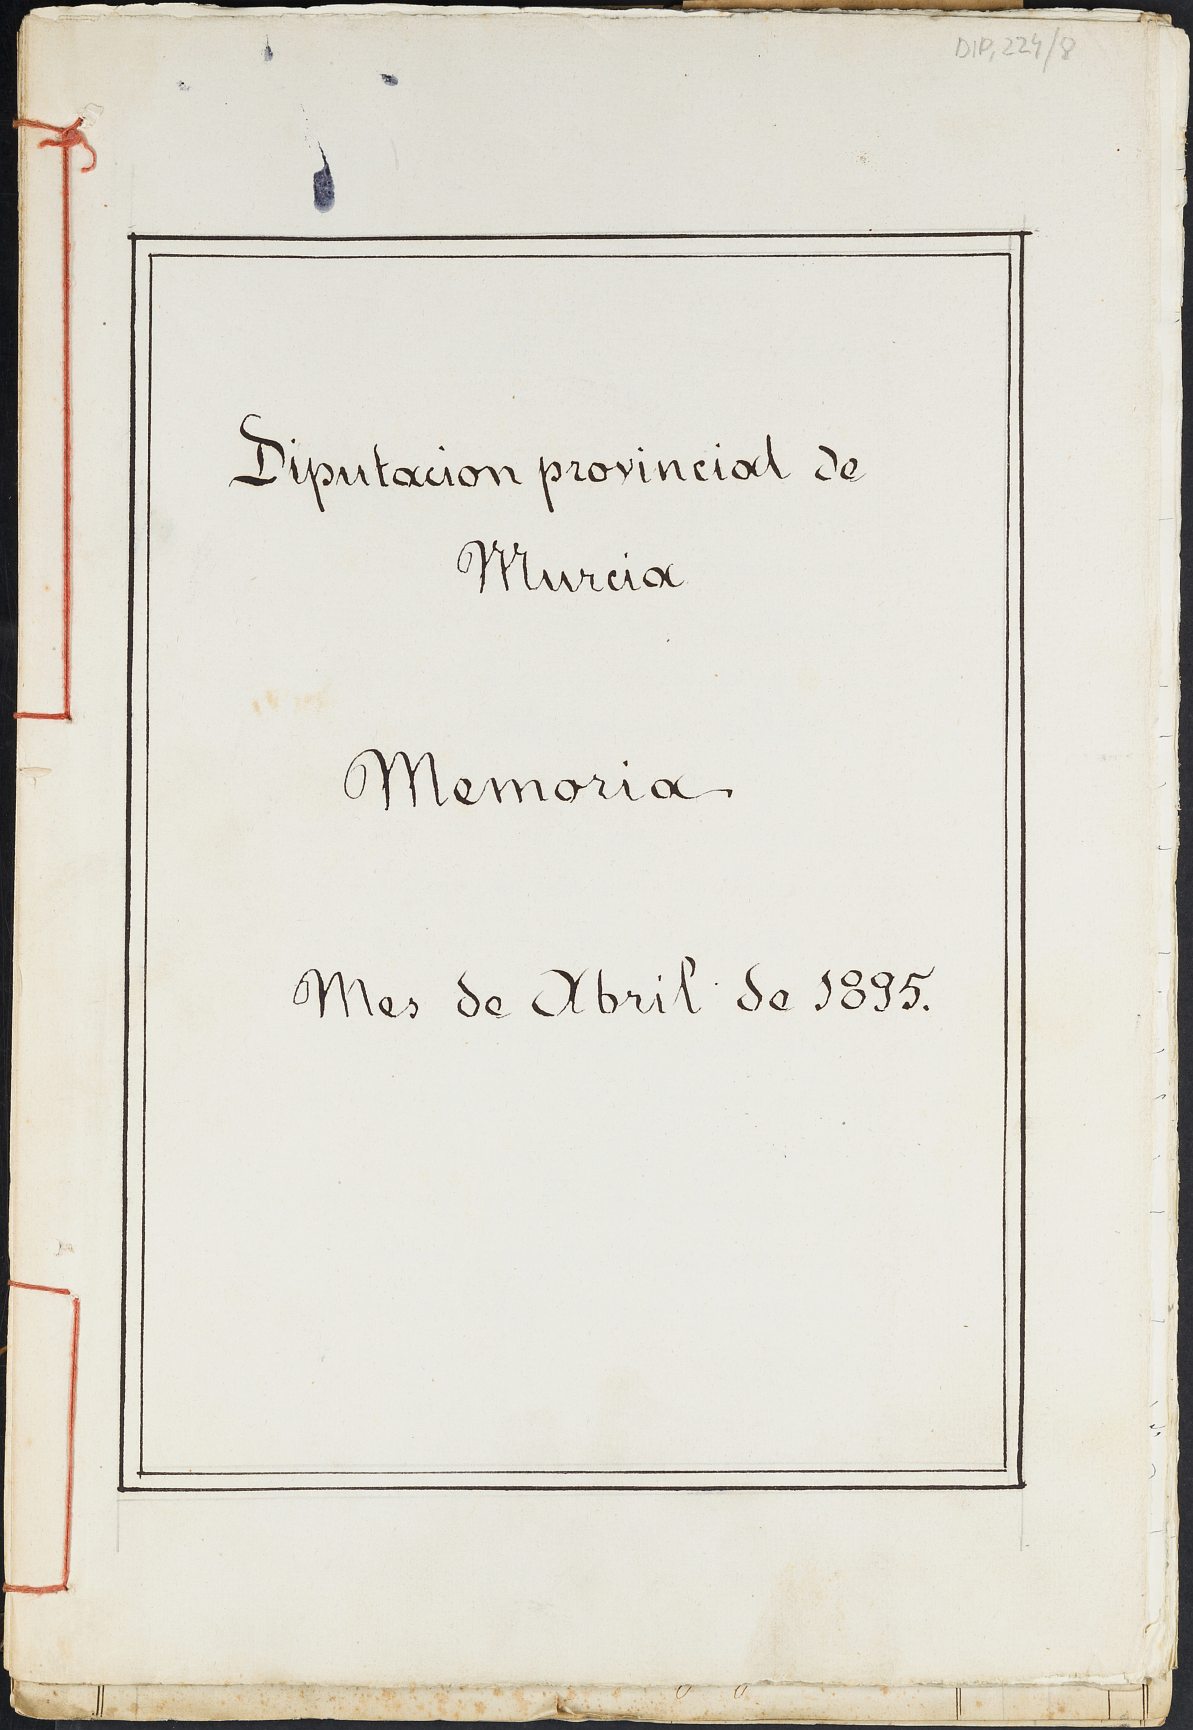 DIP, 224/8
Diputacion provincial de
Murcia
Memoria
Mes de Abril de 1895.